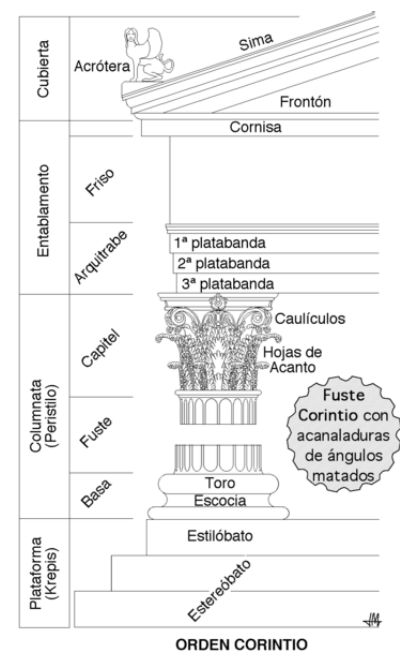 Cubierta
Acrótera
Sima
Frontón
Cornisa
Entablamento
Friso
Arquitrabe
1ª platabanda
2ª platabanda
3ª platabanda
Columnata
(Peristilo)
Capitel
Caulículos
Hojas de
Acanto
Fuste
Fuste
Corintio con
acanaladuras
de ángulos
matados
Basa
Toro
Escocia
Plataforma
(Krepis)
Estilóbato
Estereóbato
ORDEN CORINTIO